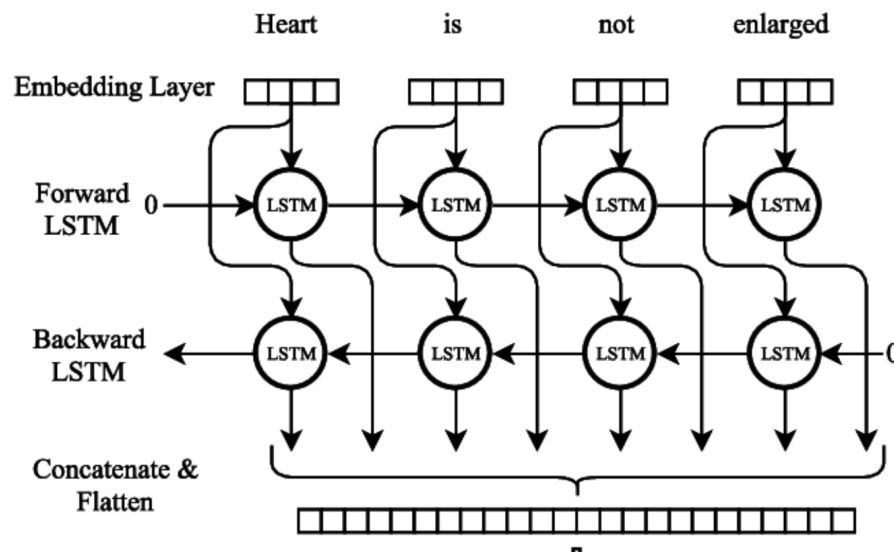 Heart is not enlarged
Embedding Layer
Forward
LSTM
0
LSTM LSTM LSTM LSTM
Backward
LSTM
LSTM LSTM LSTM LSTM
0
Concatenate &
Flatten